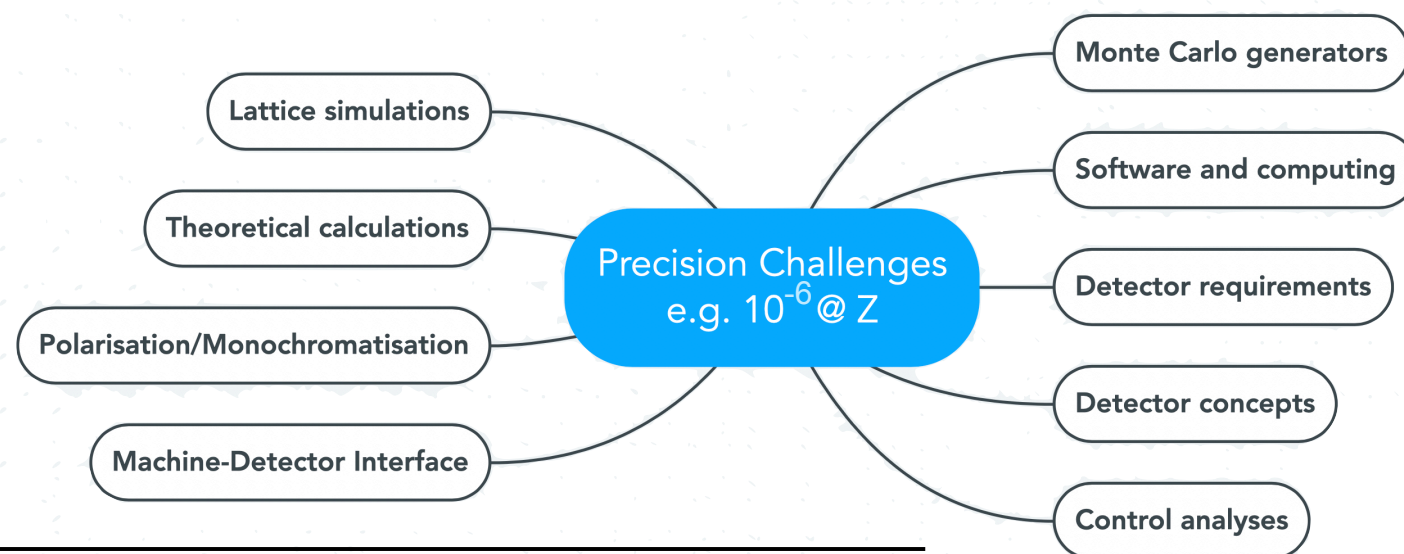 Lattice simulations
Theoretical calculations
Polarisation/Monochromatisation
Machine-Detector Interface
Precision Challenges
e.g. 10⁻⁶ @ Z
Monte Carlo generators
Software and computing
Detector requirements
Detector concepts
Control analyses